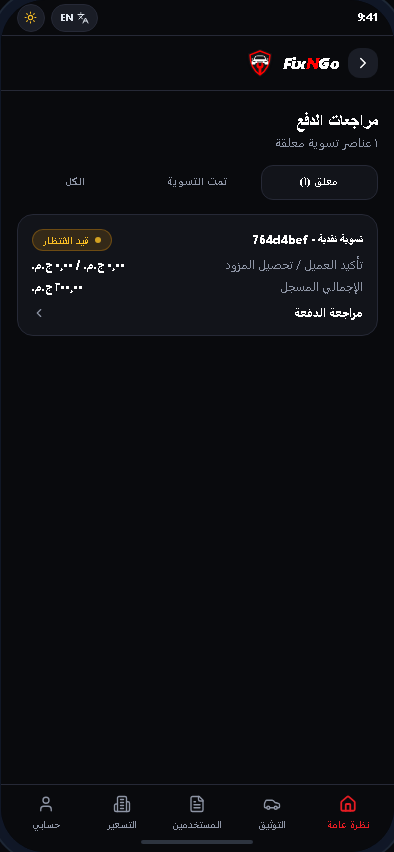 9:41
EN
FixNGo
مراجعات الدفع
١ عناصر تسوية معلقة
معلق (١)
تمت التسوية
الكل
تسوية نقدية - 764d4bef
قيد الانتظار
تأكيد العميل / تحصيل المزود
٠٫٠٠ ج.م. / ٠٫٠٠ ج.م.
الإجمالي المسجل
٢٠٠٫٠٠ ج.م.
مراجعة الدفعة
نظرة عامة
التوثيق
المستخدمين
التسعير
حسابي